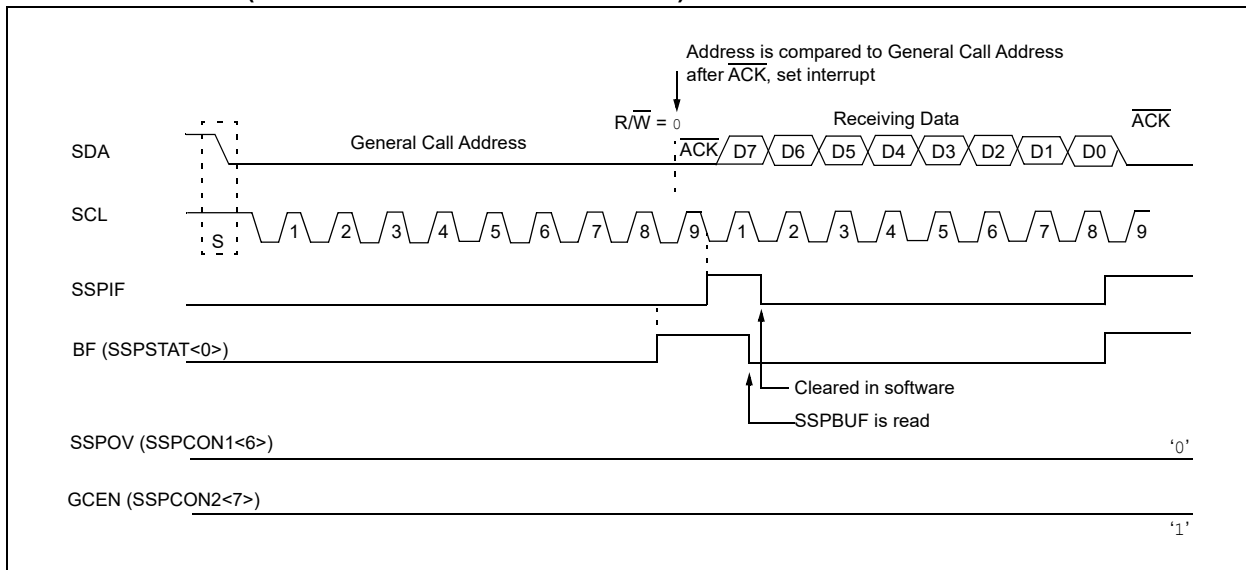 Address is compared to General Call Address
after ACK, set interrupt
R/W = 0
Receiving Data
ACK
SDA
General Call Address
ACK D7 D6 D5 D4 D3 D2 D1 D0
SCL
S
1 2 3 4 5 6 7 8 9 1 2 3 4 5 6 7 8 9
SSPIF
BF (SSPSTAT<0>)
Cleared in software
SSPBUF is read
SSPOV (SSPCON1<6>)
‘0’
GCEN (SSPCON2<7>)
‘1’